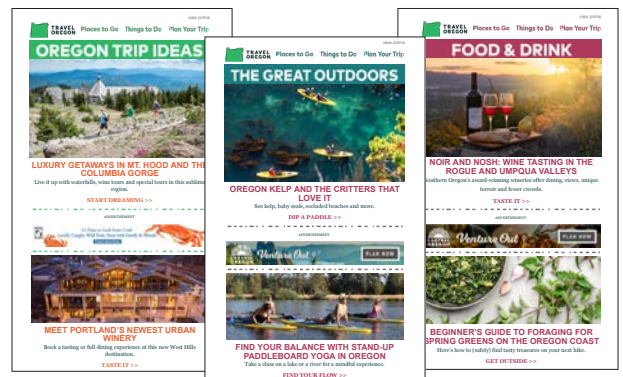 view online
TRAVEL OREGON Places to Go Things to Do Plan Your Trip
OREGON TRIP IDEAS
LUXURY GETAWAYS IN MT. HOOD AND THE
COLUMBIA GORGE
Live it up with waterfalls, wine tours and special tours in this sublime
region.
START DREAMING >>
ADVERTISEMENT
MEET PORTLAND'S NEWEST URBAN
WINERY
Book a tasting or full dining experience at this new West Hills
destination.
TASTE IT >>
view online
TRAVEL OREGON Places to Go Things to Do Plan Your Trip
THE GREAT OUTDOORS
OREGON KELP AND THE CRITTERS THAT
LOVE IT
See kelp, baby seals, secluded beaches and more.
DIP A PADDLE >>
ADVERTISEMENT
Venture Out
PLAN NOW
FIND YOUR BALANCE WITH STAND-UP
PADDLEBOARD YOGA IN OREGON
Take a class on a lake or a river for a mindful experience.
FIND YOUR FLOW >>
view online
TRAVEL OREGON Places to Go Things to Do Plan Your Trip
FOOD & DRINK
NOIR AND NOSH: WINE TASTING IN THE
ROGUE AND UMPQUA VALLEYS
Southern Oregon's award-winning wineries offer dining, views, unique
terroir and fewer crowds.
TASTE IT >>
ADVERTISEMENT
CENTRAL OREGON Venture Out
PLAN NOW
BEGINNER'S GUIDE TO FORAGING FOR
SPRING GREENS ON THE OREGON COAST
Here's how to (safely) find tasty treasures on your next hike.
GET OUTSIDE >>